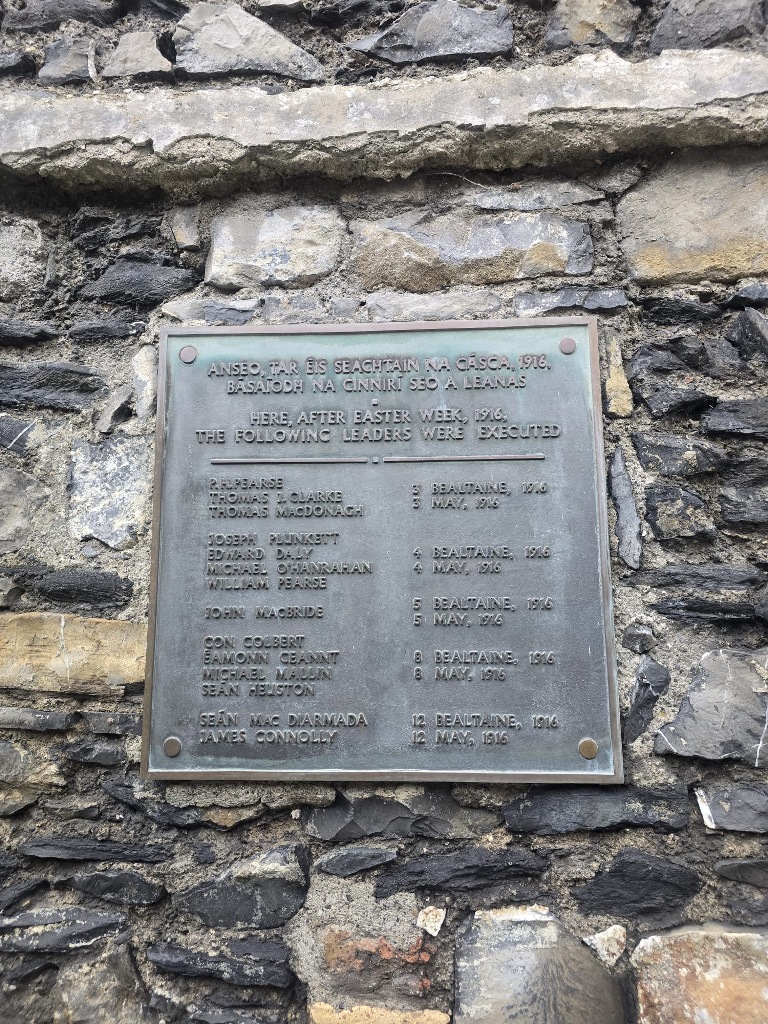 ANSEO, TAR ÉIS SEACHTAIN NA CÁSCA, 1916,
BÁSAÍODH NA CINNIRÍ SEO A LEANAS
HERE, AFTER EASTER WEEK, 1916,
THE FOLLOWING LEADERS WERE EXECUTED
P. H. PEARSE
THOMAS J. CLARKE 3 BEALTAINE, 1916
THOMAS MACDONAGH 3 MAY, 1916
JOSEPH PLUNKETT
EDWARD DALY 4 BEALTAINE, 1916
MICHAEL O'HANRAHAN 4 MAY, 1916
WILLIAM PEARSE
JOHN MACBRIDE 5 BEALTAINE, 1916
5 MAY, 1916
CON COLBERT
ÉAMONN CEANNT 8 BEALTAINE, 1916
MICHAEL MALLIN 8 MAY, 1916
SEÁN HEUSTON
SEÁN MAC DIARMADA 12 BEALTAINE, 1916
JAMES CONNOLLY 12 MAY, 1916